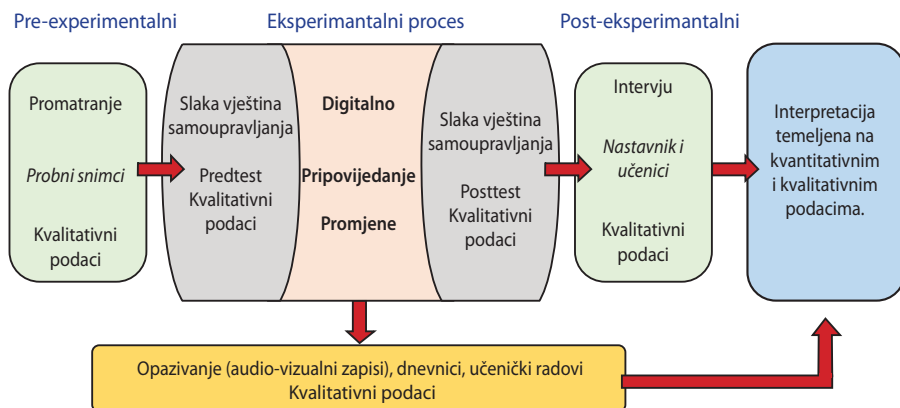 Pre-experimentalni
Eksperimantalni proces
Post-eksperimantalni
Promatranje
Probni snimci
Kvalitativni
podaci
Slaka vještina
samoupravljanja
Predtest
Kvalitativni
podaci
Digitalno
Pripovijedanje
Promjene
Slaka vještina
samoupravljanja
Posttest
Kvalitativni
podaci
Intervju
Nastavnik i
učenici
Kvalitativni
podaci
Interpretacija
temeljena na
kvantitativnim
i kvalitativnim
podacima.
Opazivanje (audio-vizualni zapisi), dnevnici, učenički radovi
Kvalitativni podaci